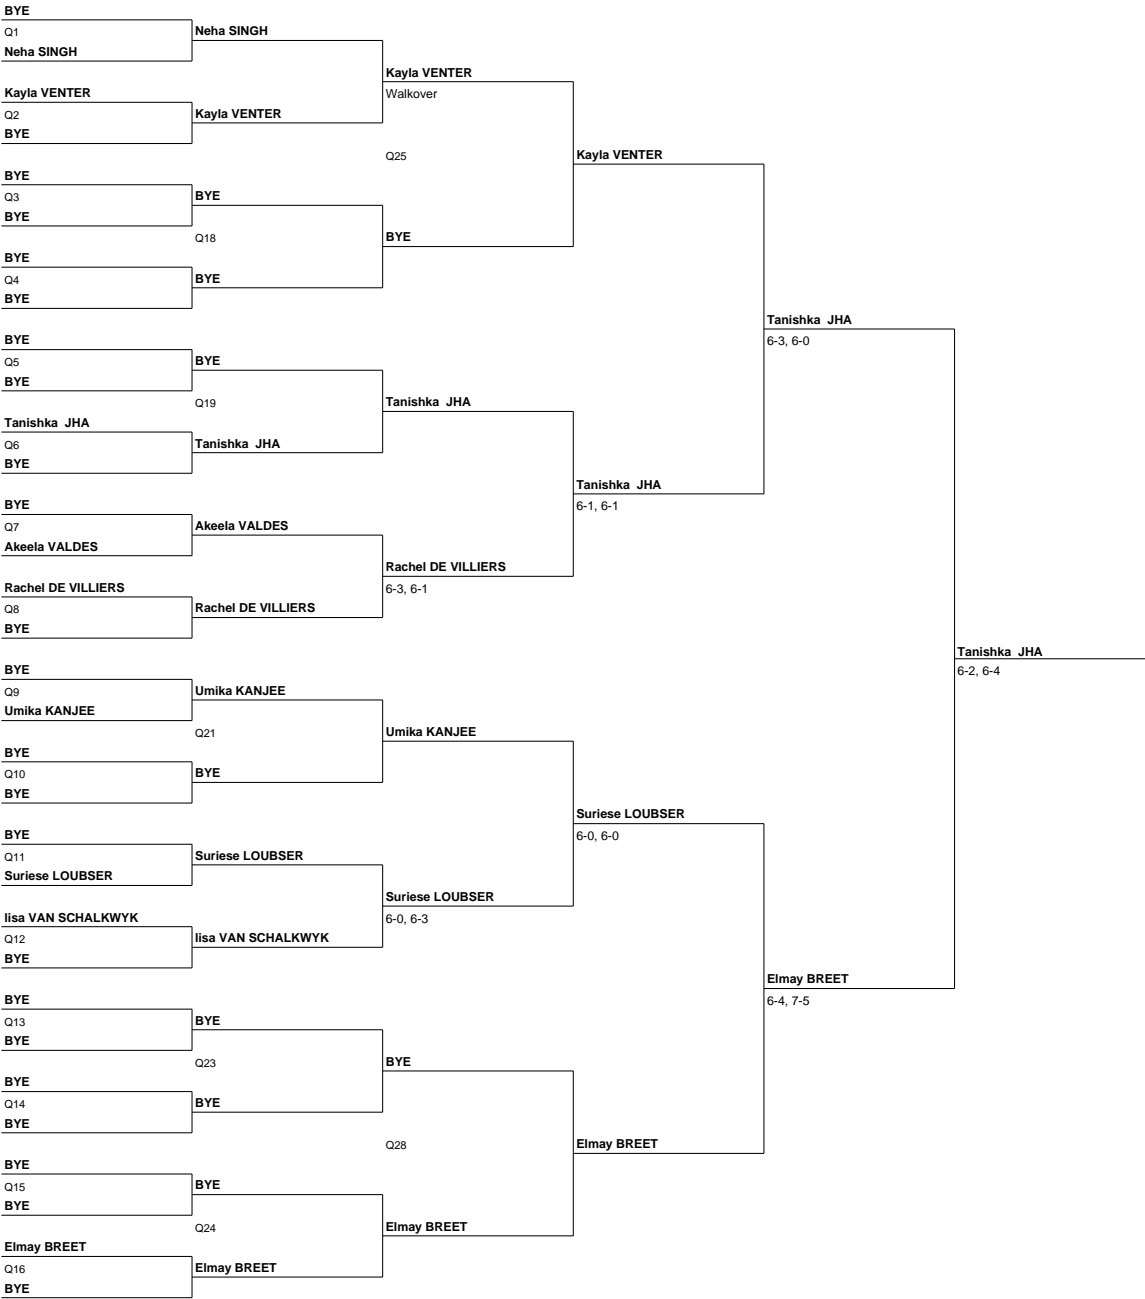 BYE
Q1
Neha SINGH
Neha SINGH
Kayla VENTER
Walkover
Kayla VENTER
Q2
Kayla VENTER
BYE
Q25
Kayla VENTER
BYE
Q3
BYE
BYE
Q18
BYE
BYE
Q4
BYE
BYE
Tanishka  JHA
6-3, 6-0
BYE
Q5
BYE
BYE
Q19
Tanishka  JHA
Tanishka  JHA
Q6
Tanishka  JHA
BYE
Tanishka  JHA
6-1, 6-1
BYE
Q7
Akeela VALDES
Akeela VALDES
Rachel DE VILLIERS
6-3, 6-1
Rachel DE VILLIERS
Q8
Rachel DE VILLIERS
BYE
Tanishka  JHA
6-2, 6-4
BYE
Q9
Umika KANJEE
Umika KANJEE
Q21
Umika KANJEE
BYE
Q10
BYE
BYE
Suriese LOUBSER
6-0, 6-0
BYE
Q11
Suriese LOUBSER
Suriese LOUBSER
Suriese LOUBSER
6-0, 6-3
lisa VAN SCHALKWYK
Q12
lisa VAN SCHALKWYK
BYE
Elmay BREET
6-4, 7-5
BYE
Q13
BYE
BYE
Q23
BYE
BYE
Q14
BYE
BYE
Q28
Elmay BREET
BYE
Q15
BYE
BYE
Q24
Elmay BREET
Elmay BREET
Q16
Elmay BREET
BYE